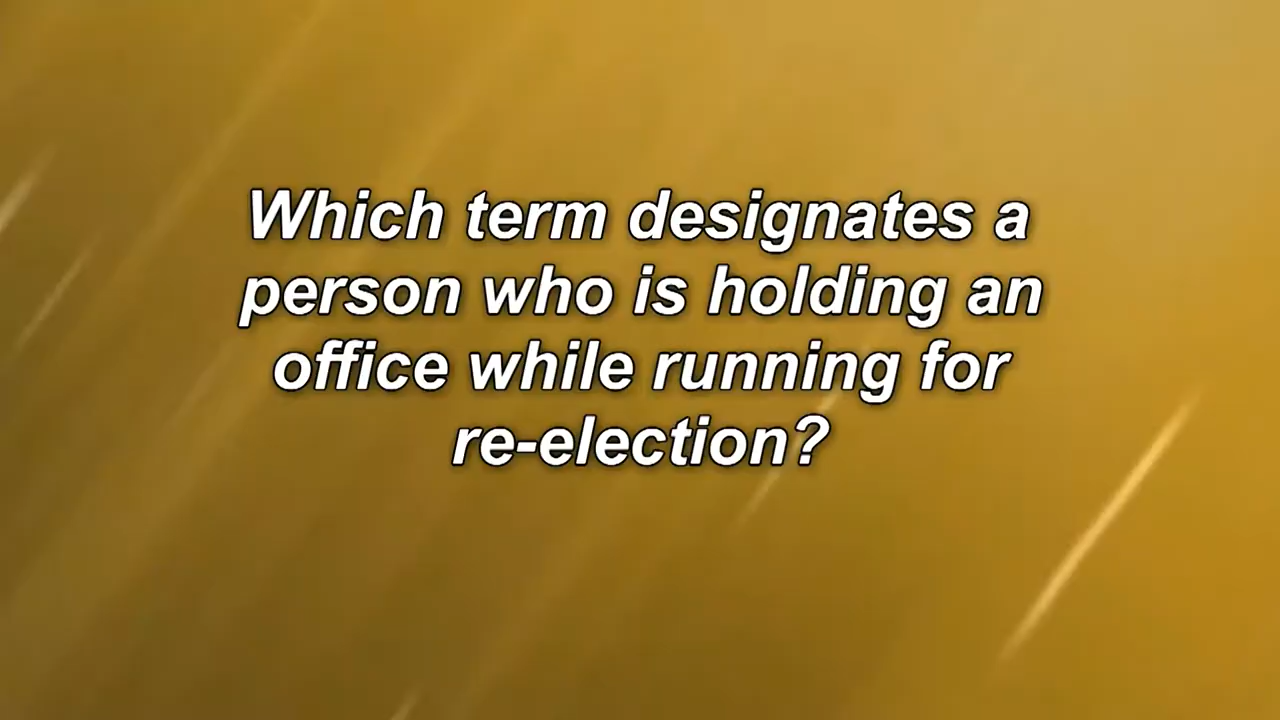 Which term designates a
person who is holding an
office while running for
re-election?